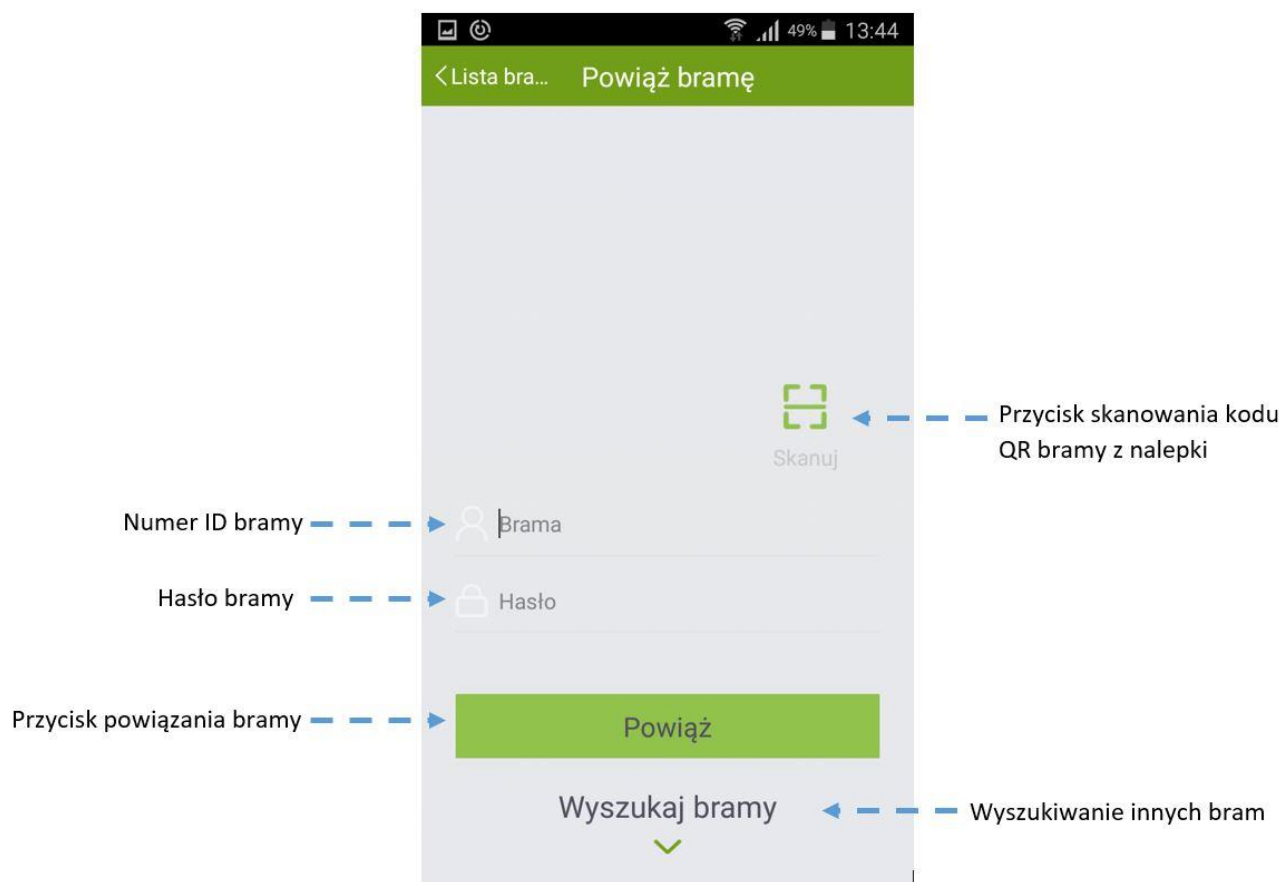 49% 13:44
Lista bra... Powiąż bramę
Przycisk skanowania kodu
QR bramy z nalepki
Skanuj
Numer ID bramy
Brama
Hasło bramy
Hasło
Przycisk powiązania bramy
Powiąż
Wyszukaj bramy
Wyszukiwanie innych bram